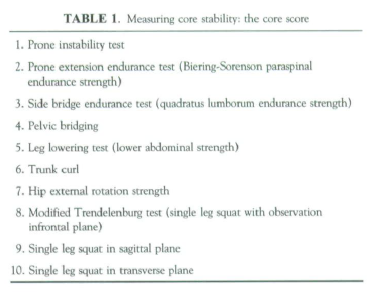 TABLE 1. Measuring core stability: the core score
1. Prone instability test
2. Prone extension endurance test (Biering-Sorenson paraspinal
endurance strength)
3. Side bridge endurance test (quadratus lumborum endurance strength)
4. Pelvic bridging
5. Leg lowering test (lower abdominal strength)
6. Trunk curl
7. Hip external rotation strength
8. Modified Trendelenburg test (single leg squat with observation
infrontal plane)
9. Single leg squat in sagittal plane
10. Single leg squat in transverse plane